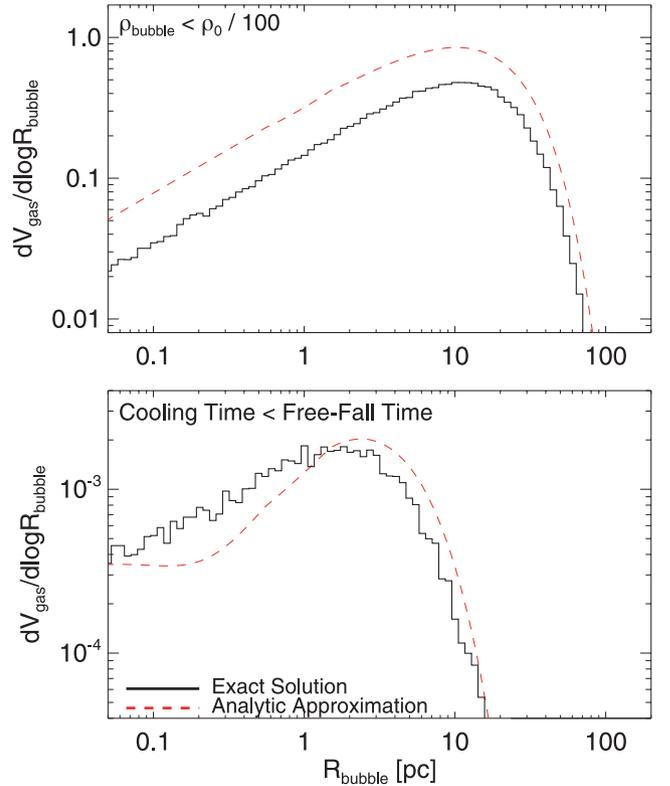 ρbubble < ρ0 / 100
1.0
0.1
0.01
dVgas/dlogRbubble
0.1 1 10 100
Cooling Time < Free-Fall Time
10-3
10-4
dVgas/dlogRbubble
Exact Solution
Analytic Approximation
0.1 1 10 100
Rbubble [pc]